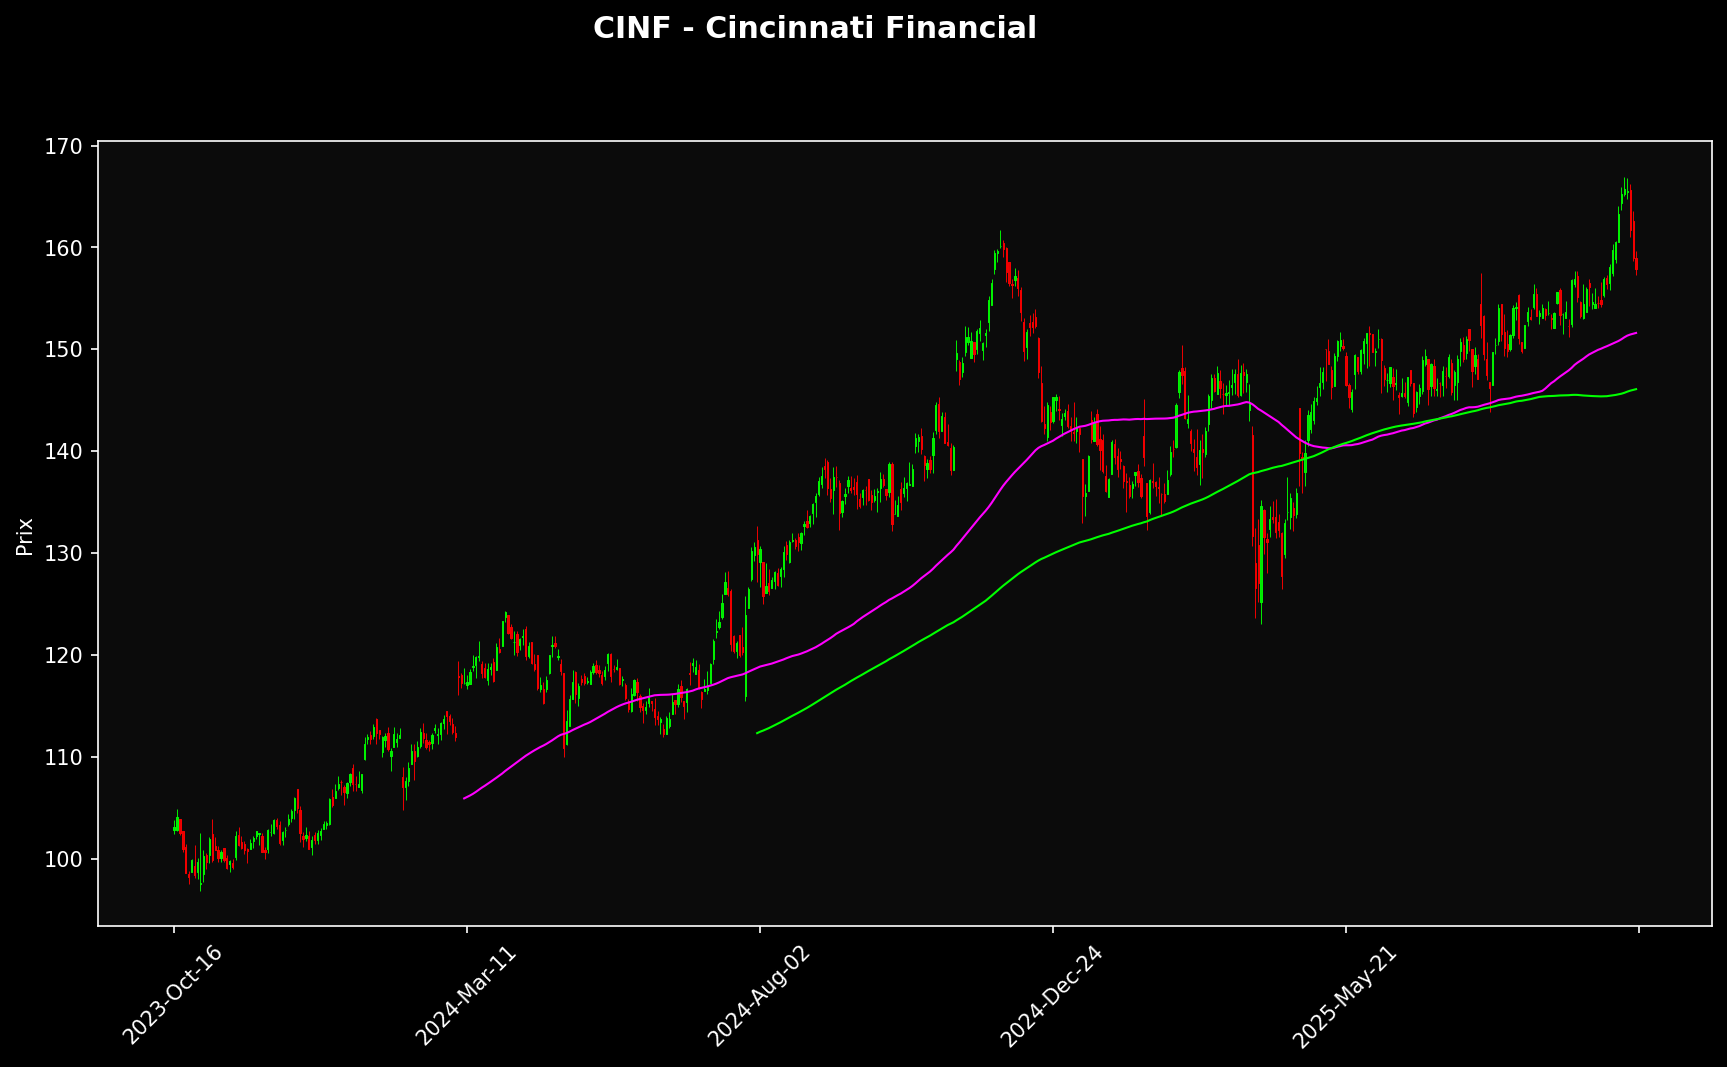 CINF - Cincinnati Financial
170
160
150
140
130
120
110
100
Prix
2023-Oct-16
2024-Mar-11
2024-Aug-02
2024-Dec-24
2025-May-21